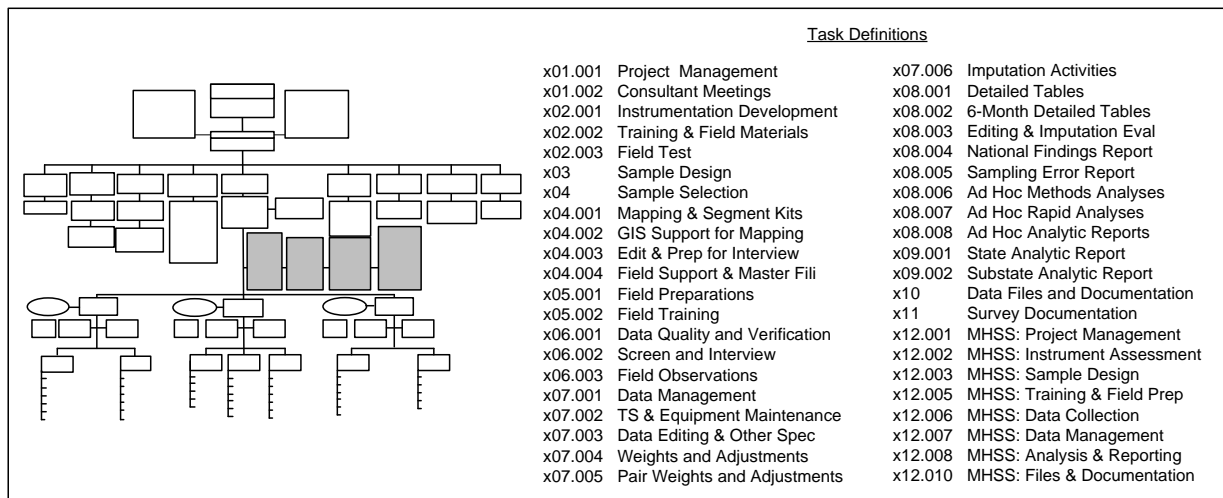 Task Definitions
x01.001 Project Management
x01.002 Consultant Meetings
x02.001 Instrumentation Development
x02.002 Training & Field Materials
x02.003 Field Test
x03 Sample Design
x04 Sample Selection
x04.001 Mapping & Segment Kits
x04.002 GIS Support for Mapping
x04.003 Edit & Prep for Interview
x04.004 Field Support & Master Fili
x05.001 Field Preparations
x05.002 Field Training
x06.001 Data Quality and Verification
x06.002 Screen and Interview
x06.003 Field Observations
x07.001 Data Management
x07.002 TS & Equipment Maintenance
x07.003 Data Editing & Other Spec
x07.004 Weights and Adjustments
x07.005 Pair Weights and Adjustments
x07.006 Imputation Activities
x08.001 Detailed Tables
x08.002 6-Month Detailed Tables
x08.003 Editing & Imputation Eval
x08.004 National Findings Report
x08.005 Sampling Error Report
x08.006 Ad Hoc Methods Analyses
x08.007 Ad Hoc Rapid Analyses
x08.008 Ad Hoc Analytic Reports
x09.001 State Analytic Report
x09.002 Substate Analytic Report
x10 Data Files and Documentation
x11 Survey Documentation
x12.001 MHSS: Project Management
x12.002 MHSS: Instrument Assessment
x12.003 MHSS: Sample Design
x12.005 MHSS: Training & Field Prep
x12.006 MHSS: Data Collection
x12.007 MHSS: Data Management
x12.008 MHSS: Analysis & Reporting
x12.010 MHSS: Files & Documentation